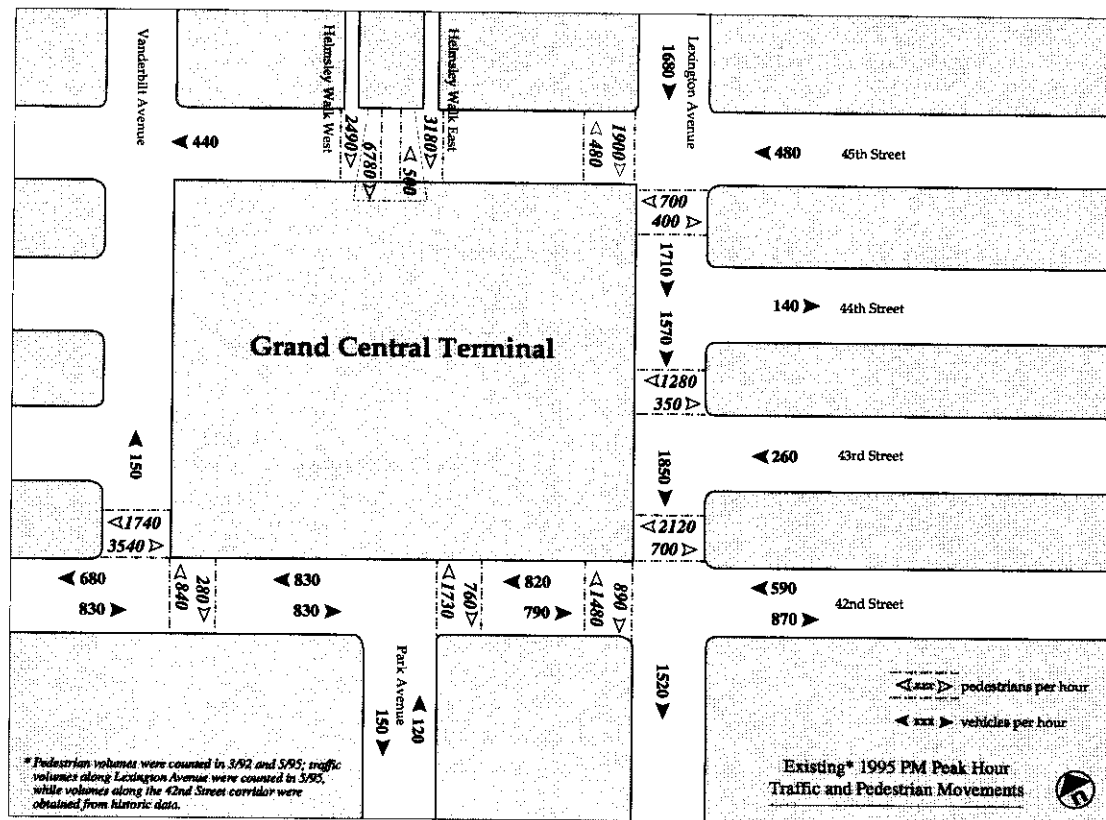 Vanderbilt Avenue
Helmsley Walk West
Helmsley Walk East
Lexington Avenue
1680
440
2490
6780
500
3180
480
1900
480
45th Street
700
400
1710
140
44th Street
1570
Grand Central Terminal
1280
350
150
1850
260
43rd Street
1740
3540
2120
700
680
830
840
280
830
830
1730
760
820
790
1480
890
590
42nd Street
870
Park Avenue
150
120
1520
xxx pedestrians per hour
xxx vehicles per hour
* Pedestrian volumes were counted in 3/92 and 5/95; traffic
volumes along Lexington Avenue were counted in 5/95,
while volumes along the 42nd Street corridor were
obtained from historic data.
Existing* 1995 PM Peak Hour
Traffic and Pedestrian Movements
n